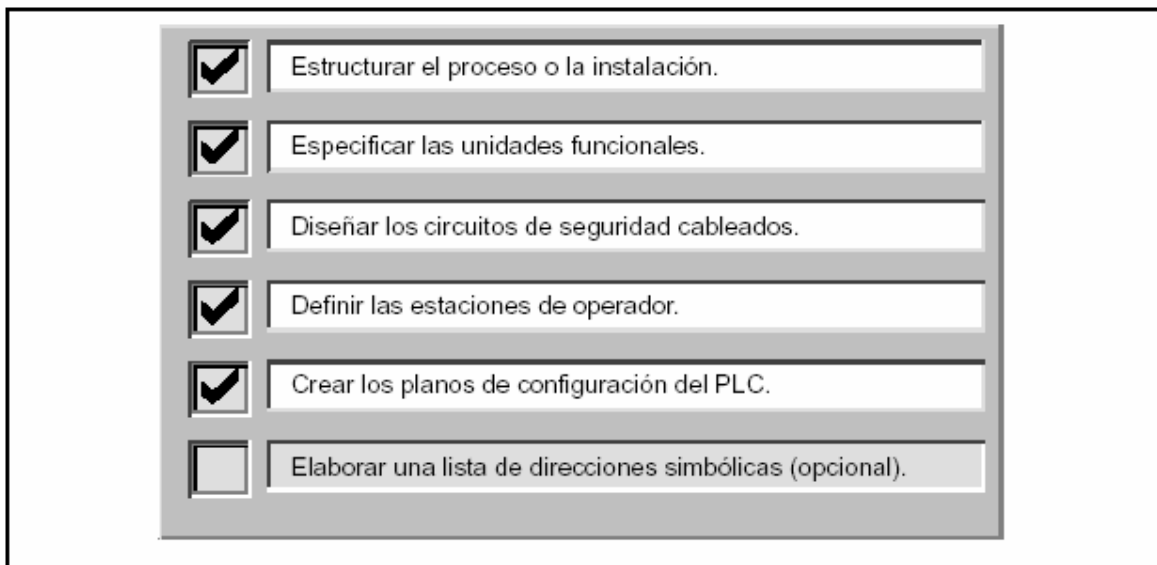 Estructurar el proceso o la instalación.
Especificar las unidades funcionales.
Diseñar los circuitos de seguridad cableados.
Definir las estaciones de operador.
Crear los planos de configuración del PLC.
Elaborar una lista de direcciones simbólicas (opcional).